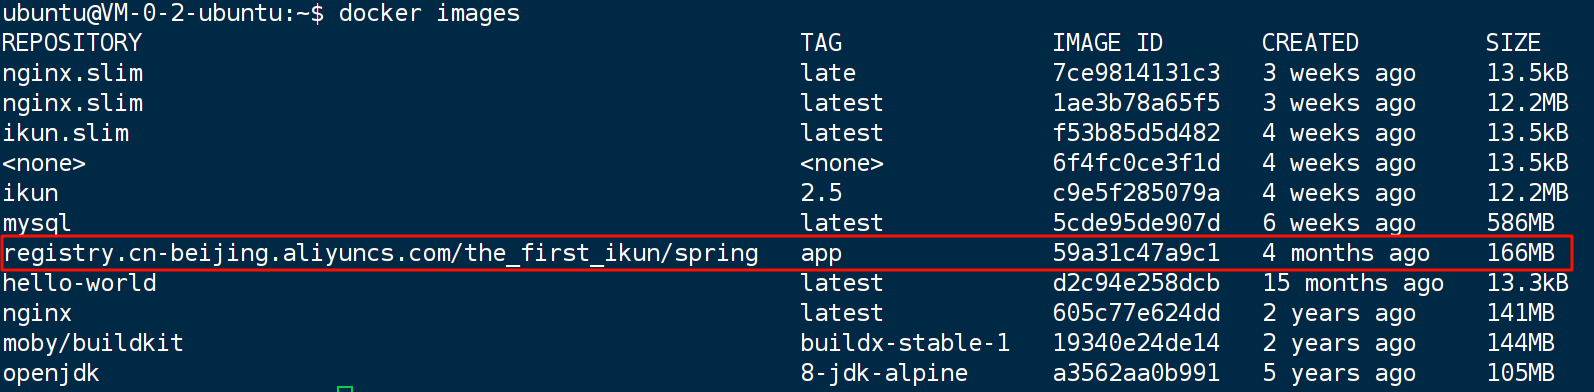 ubuntu@VM-0-2-ubuntu:~$ docker images
REPOSITORY TAG IMAGE ID CREATED SIZE
nginx.slim late 7ce9814131c3 3 weeks ago 13.5kB
nginx.slim latest 1ae3b78a65f5 3 weeks ago 12.2MB
ikun.slim latest f53b85d5d482 4 weeks ago 13.5kB
<none> <none> 6f4fc0ce3f1d 4 weeks ago 13.5kB
ikun 2.5 c9e5f285079a 4 weeks ago 12.2MB
mysql latest 5cde95de907d 6 weeks ago 586MB
registry.cn-beijing.aliyuncs.com/the_first_ikun/spring app 59a31c47a9c1 4 months ago 166MB
hello-world latest d2c94e258dcb 15 months ago 13.3kB
nginx latest 605c77e624dd 2 years ago 141MB
moby/buildkit buildx-stable-1 19340e24de14 2 years ago 144MB
openjdk 8-jdk-alpine a3562aa0b991 5 years ago 105MB